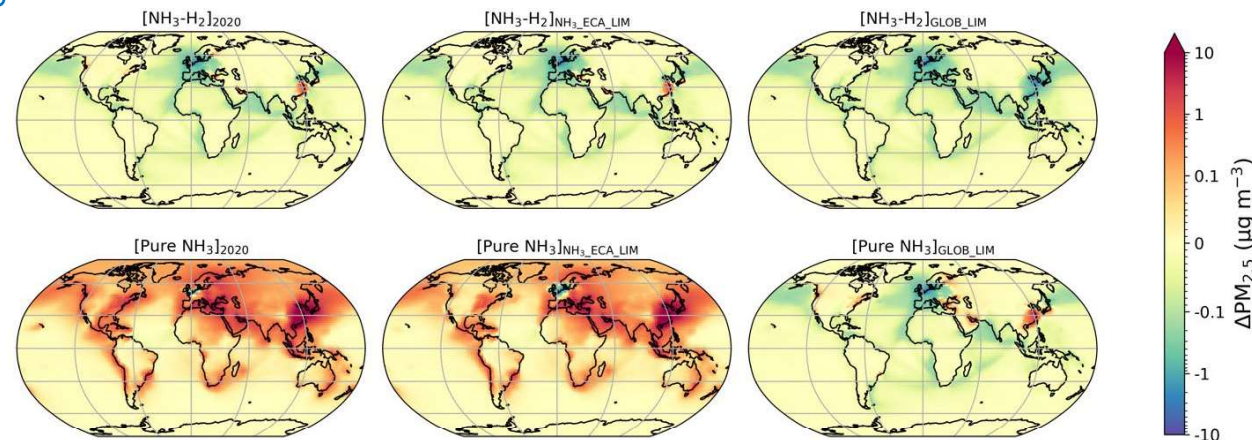 [NH₃-H₂]₂₀₂₀ [NH₃-H₂]NH₃_ECA_LIM [NH₃-H₂]GLOB_LIM
[Pure NH₃]₂₀₂₀ [Pure NH₃]NH₃_ECA_LIM [Pure NH₃]GLOB_LIM
10
1
0.1
0
-0.1
-1
-10
ΔPM₂.₅ (μg m⁻³)